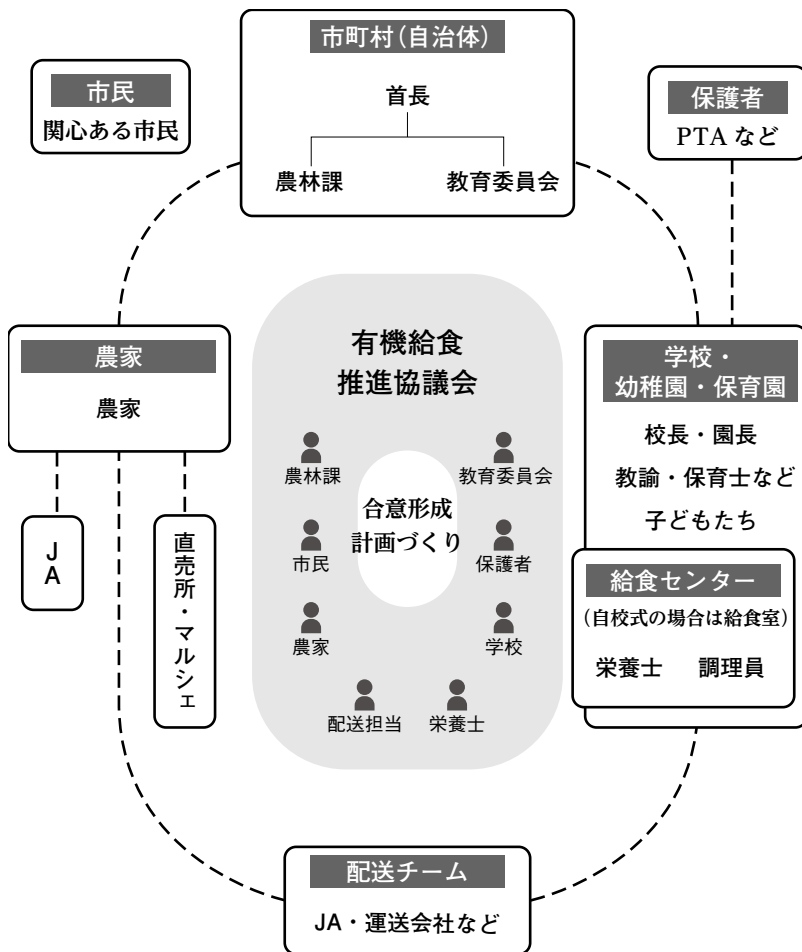 市町村(自治体)
首長
農林課
教育委員会
市民
関心ある市民
保護者
PTA など
農家
農家
JA
直売所・マルシェ
有機給食
推進協議会
農林課
教育委員会
合意形成
計画づくり
市民
保護者
農家
学校
配送担当
栄養士
学校・
幼稚園・保育園
校長・園長
教諭・保育士など
子どもたち
給食センター
(自校式の場合は給食室)
栄養士
調理員
配送チーム
JA・運送会社など